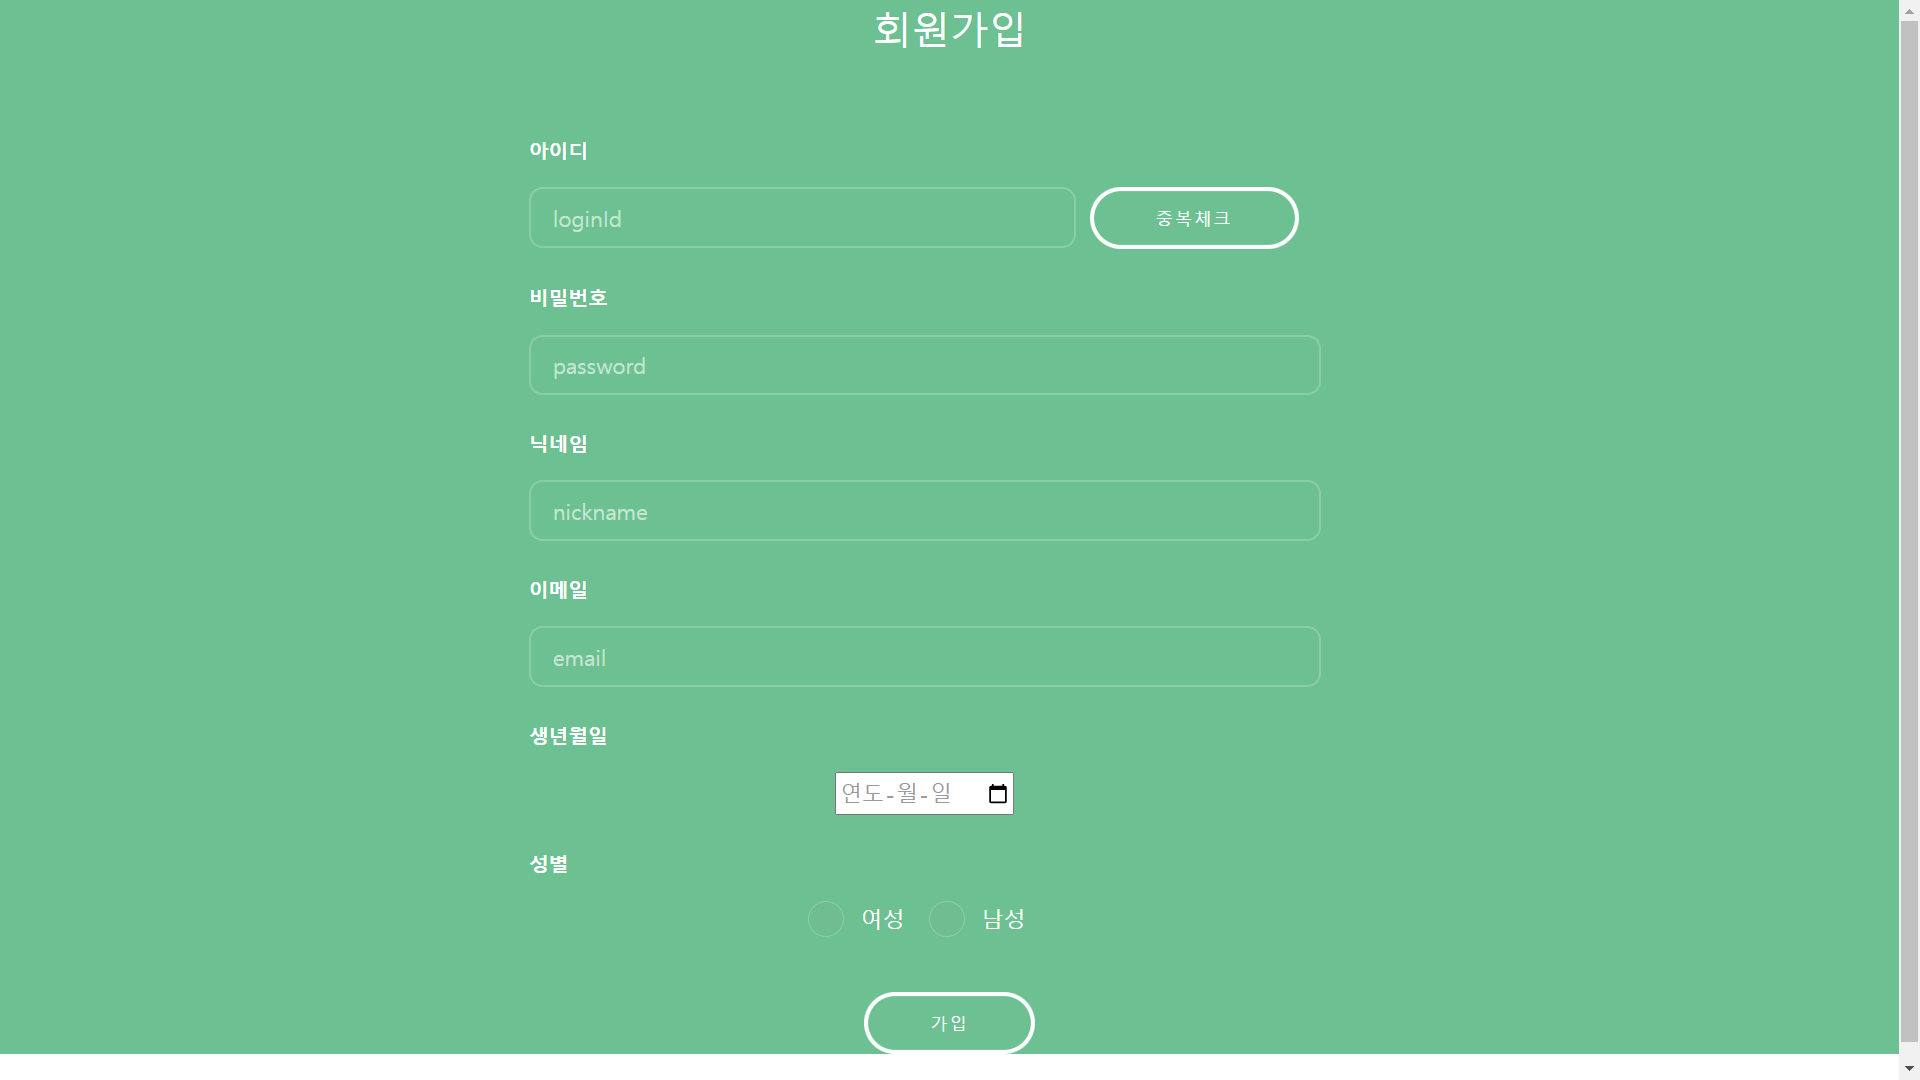 회원가입
아이디
loginId
중복체크
비밀번호
password
닉네임
nickname
이메일
email
생년월일
연도-월-일
성별
여성 남성
가입